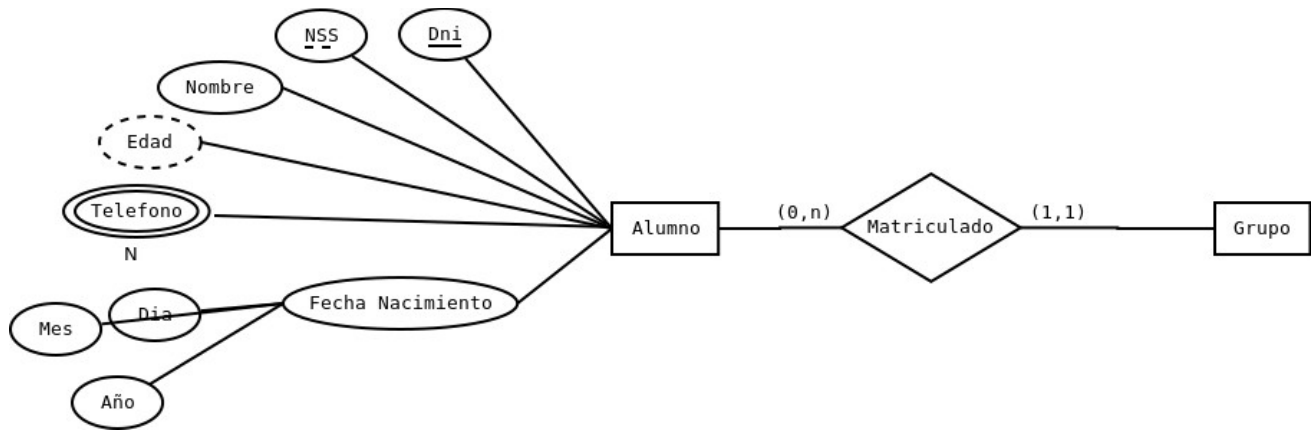 NSS
Dni
Nombre
Edad
Telefono
N
Mes
Dia
Año
Fecha Nacimiento
Alumno
(0,n)
Matriculado
(1,1)
Grupo